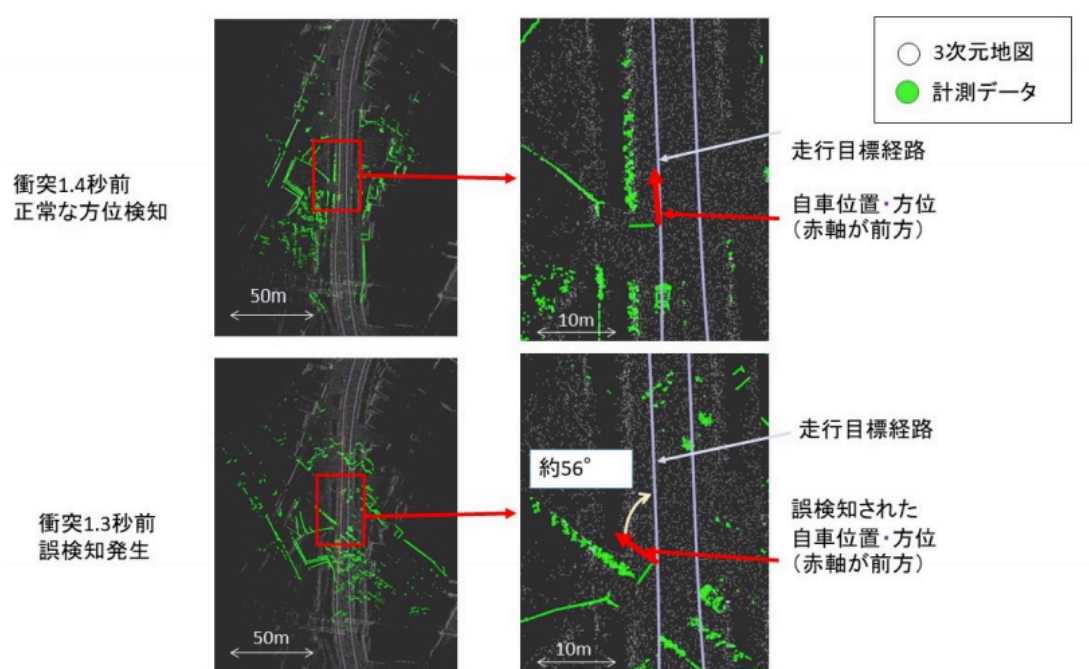 3次元地図
計測データ
衝突1.4秒前
正常な方位検知
50m
10m
走行目標経路
自車位置・方位
(赤軸が前方)
衝突1.3秒前
誤検知発生
50m
約56°
10m
走行目標経路
誤検知された
自車位置・方位
(赤軸が前方)